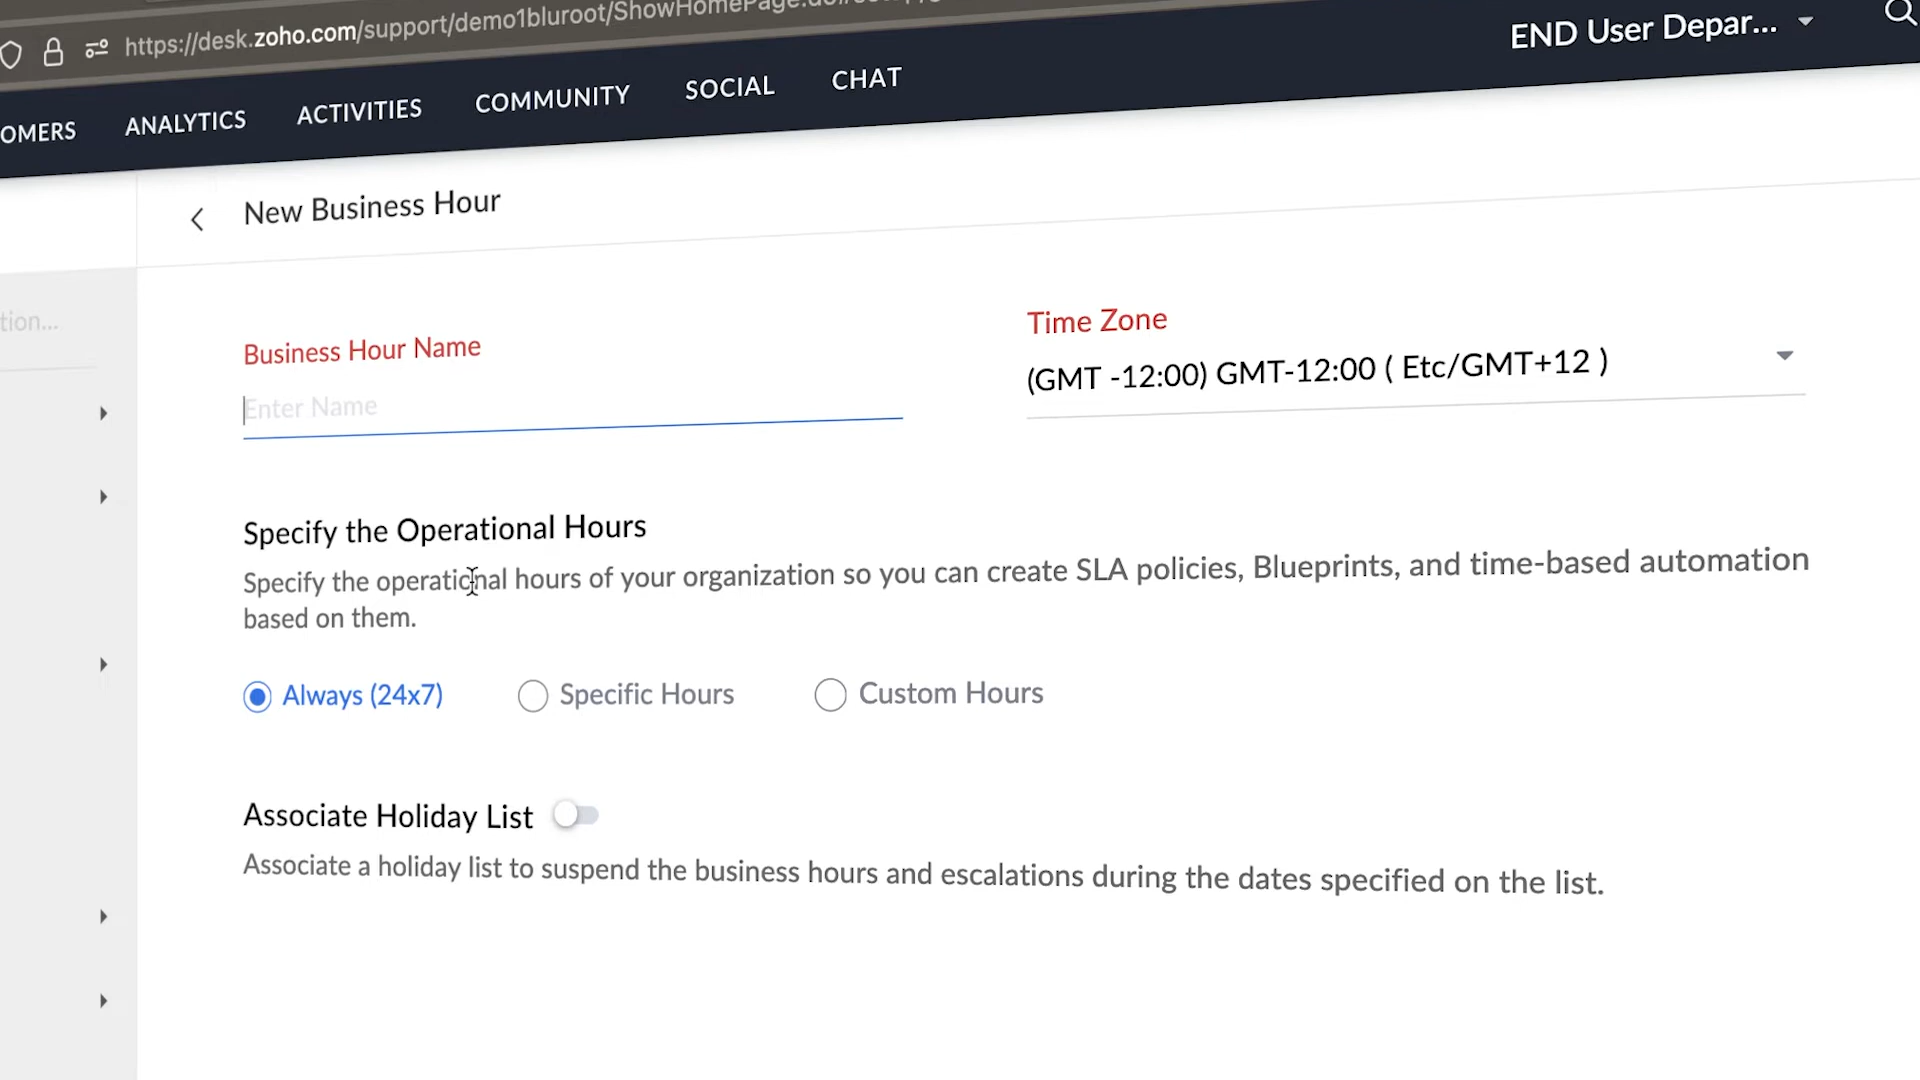 https://desk.zoho.com/support/demo1bluroot/ShowHomePage.do
END User Depar...
OMERS ANALYTICS ACTIVITIES COMMUNITY SOCIAL CHAT
New Business Hour
tion...
Business Hour Name
Enter Name
Time Zone
(GMT -12:00) GMT-12:00 ( Etc/GMT+12 )
Specify the Operational Hours
Specify the operational hours of your organization so you can create SLA policies, Blueprints, and time-based automation
based on them.
Always (24x7) Specific Hours Custom Hours
Associate Holiday List
Associate a holiday list to suspend the business hours and escalations during the dates specified on the list.